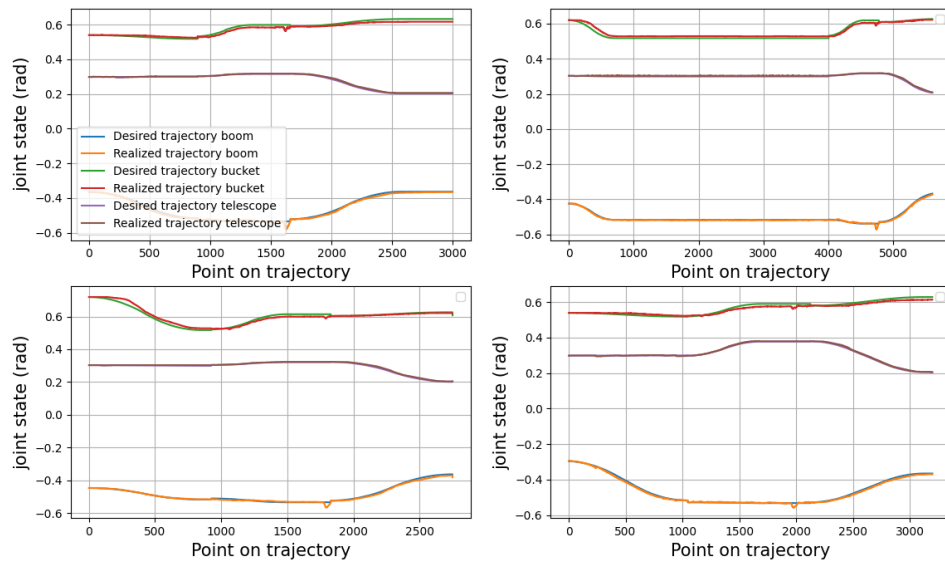 0.6
0.4
0.2
0.0
−0.2
−0.4
−0.6
joint state (rad)
Desired trajectory boom
Realized trajectory boom
Desired trajectory bucket
Realized trajectory bucket
Desired trajectory telescope
Realized trajectory telescope
0 500 1000 1500 2000 2500 3000
Point on trajectory
0.6
0.4
0.2
0.0
−0.2
−0.4
−0.6
joint state (rad)
0 1000 2000 3000 4000 5000
Point on trajectory
0.6
0.4
0.2
0.0
−0.2
−0.4
−0.6
joint state (rad)
0 500 1000 1500 2000 2500
Point on trajectory
0.6
0.4
0.2
0.0
−0.2
−0.4
−0.6
joint state (rad)
0 500 1000 1500 2000 2500 3000
Point on trajectory